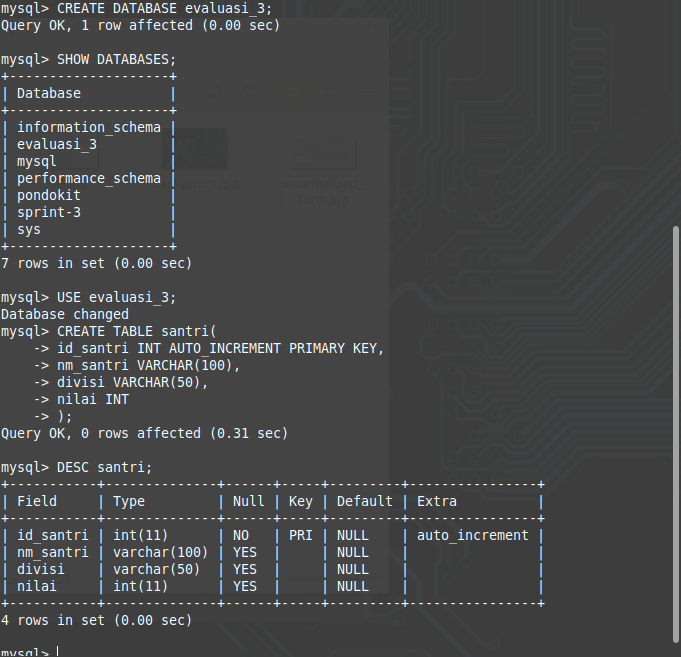 mysql> CREATE DATABASE evaluasi_3;
Query OK, 1 row affected (0.00 sec)
mysql> SHOW DATABASES;
+--------------------+
| Database           |
+--------------------+
| information_schema |
| evaluasi_3         |
| mysql              |
| performance_schema |
| pondokit           |
| sprint-3           |
| sys                |
+--------------------+
7 rows in set (0.00 sec)
mysql> USE evaluasi_3;
Database changed
mysql> CREATE TABLE santri(
    -> id_santri INT AUTO_INCREMENT PRIMARY KEY,
    -> nm_santri VARCHAR(100),
    -> divisi VARCHAR(50),
    -> nilai INT
    -> );
Query OK, 0 rows affected (0.31 sec)
mysql> DESC santri;
+-----------+--------------+------+-----+---------+----------------+
| Field     | Type         | Null | Key | Default | Extra          |
+-----------+--------------+------+-----+---------+----------------+
| id_santri | int(11)      | NO   | PRI | NULL    | auto_increment |
| nm_santri | varchar(100) | YES  |     | NULL    |                |
| divisi    | varchar(50)  | YES  |     | NULL    |                |
| nilai     | int(11)      | YES  |     | NULL    |                |
+-----------+--------------+------+-----+---------+----------------+
4 rows in set (0.00 sec)
mysql>